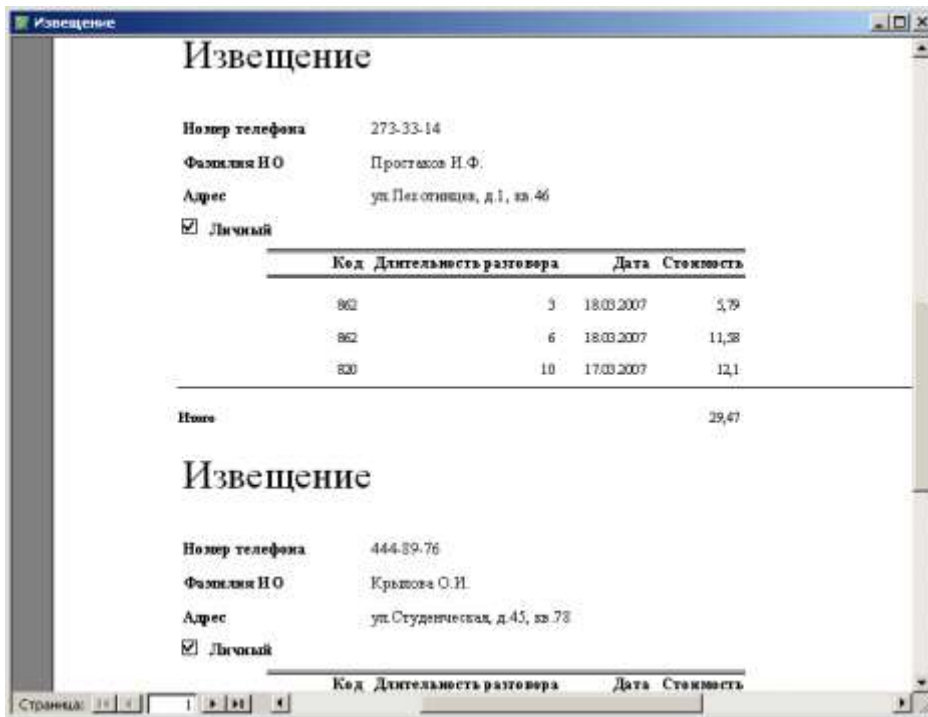 Извещение
Извещение
Номер телефона 273-33-14
Фамилия И О Простаков И.Ф.
Адрес ул.Пехотинцев, д.1, кв.46
Личный
Код Длительность разговора Дата Стоимость
862 3 18.03.2007 5,79
862 6 18.03.2007 11,58
820 10 17.03.2007 12,1
Итого 29,47
Извещение
Номер телефона 444-89-76
Фамилия И О Крылова О.И.
Адрес ул.Студенческая, д.45, кв.78
Личный
Код Длительность разговора Дата Стоимость
Страница: 1